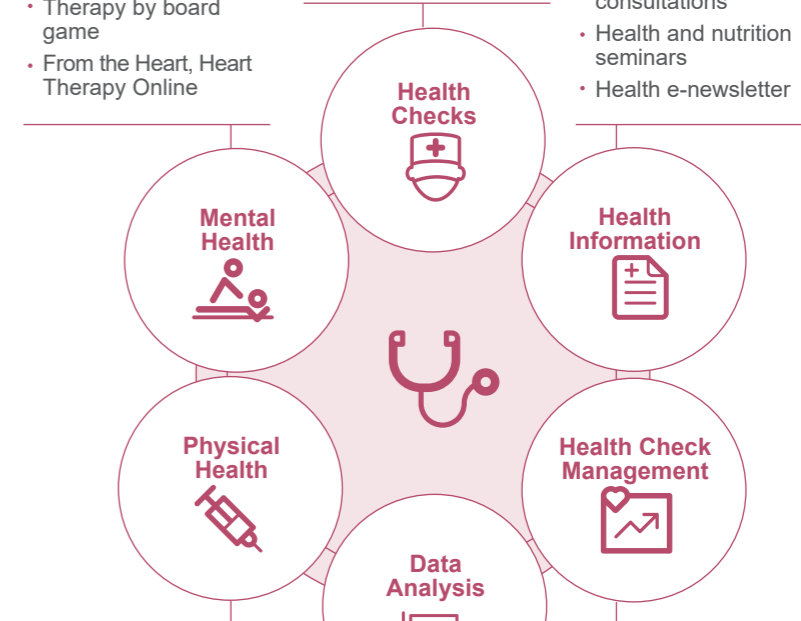 • Therapy by board
game
• From the Heart, Heart
Therapy Online
consultations
• Health and nutrition
seminars
• Health e-newsletter
Health
Checks
Mental
Health
Health
Information
Physical
Health
Health Check
Management
Data
Analysis